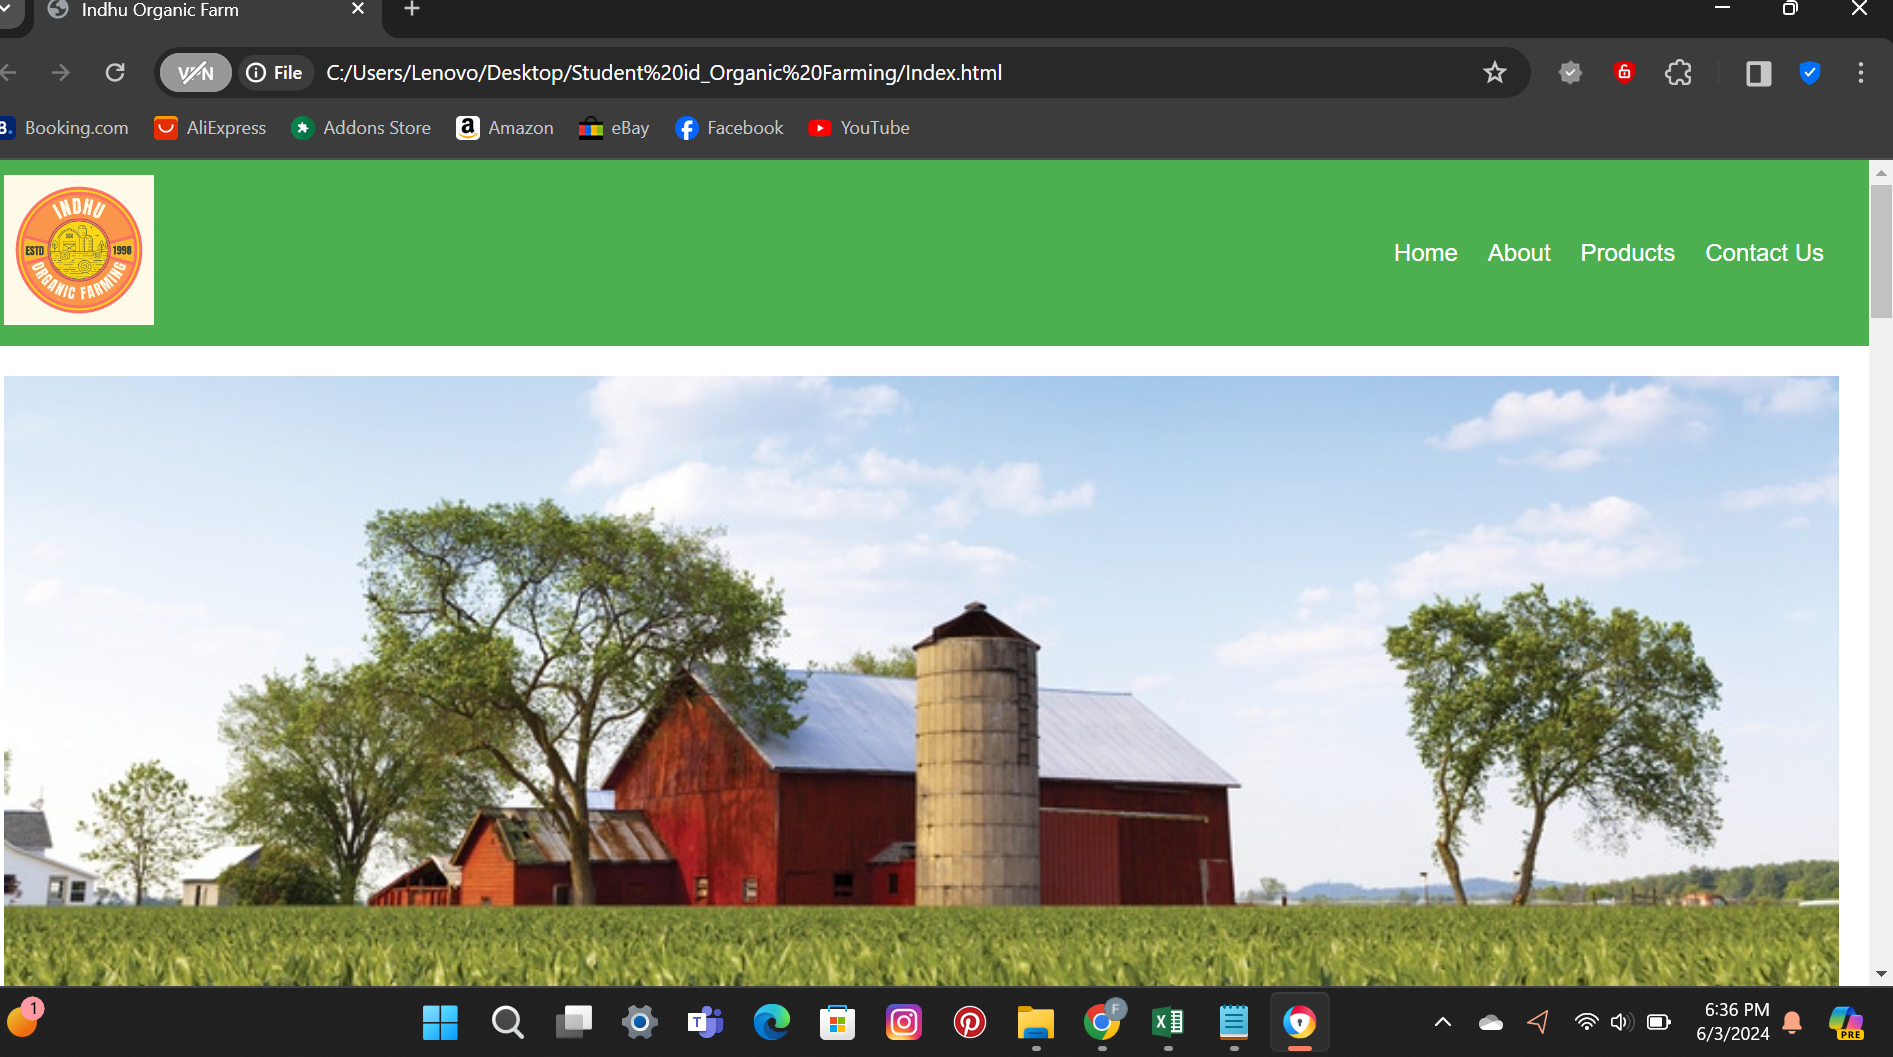 Indhu Organic Farm
VPN
File
C:/Users/Lenovo/Desktop/Student%20id_Organic%20Farming/Index.html
B.
Booking.com
AliExpress
Addons Store
a
Amazon
eBay
Facebook
YouTube
INDHU
ESTD
1998
ORGANIC FARMING
Home
About
Products
Contact Us
1
T
F
X
6:36 PM
6/3/2024
PRE